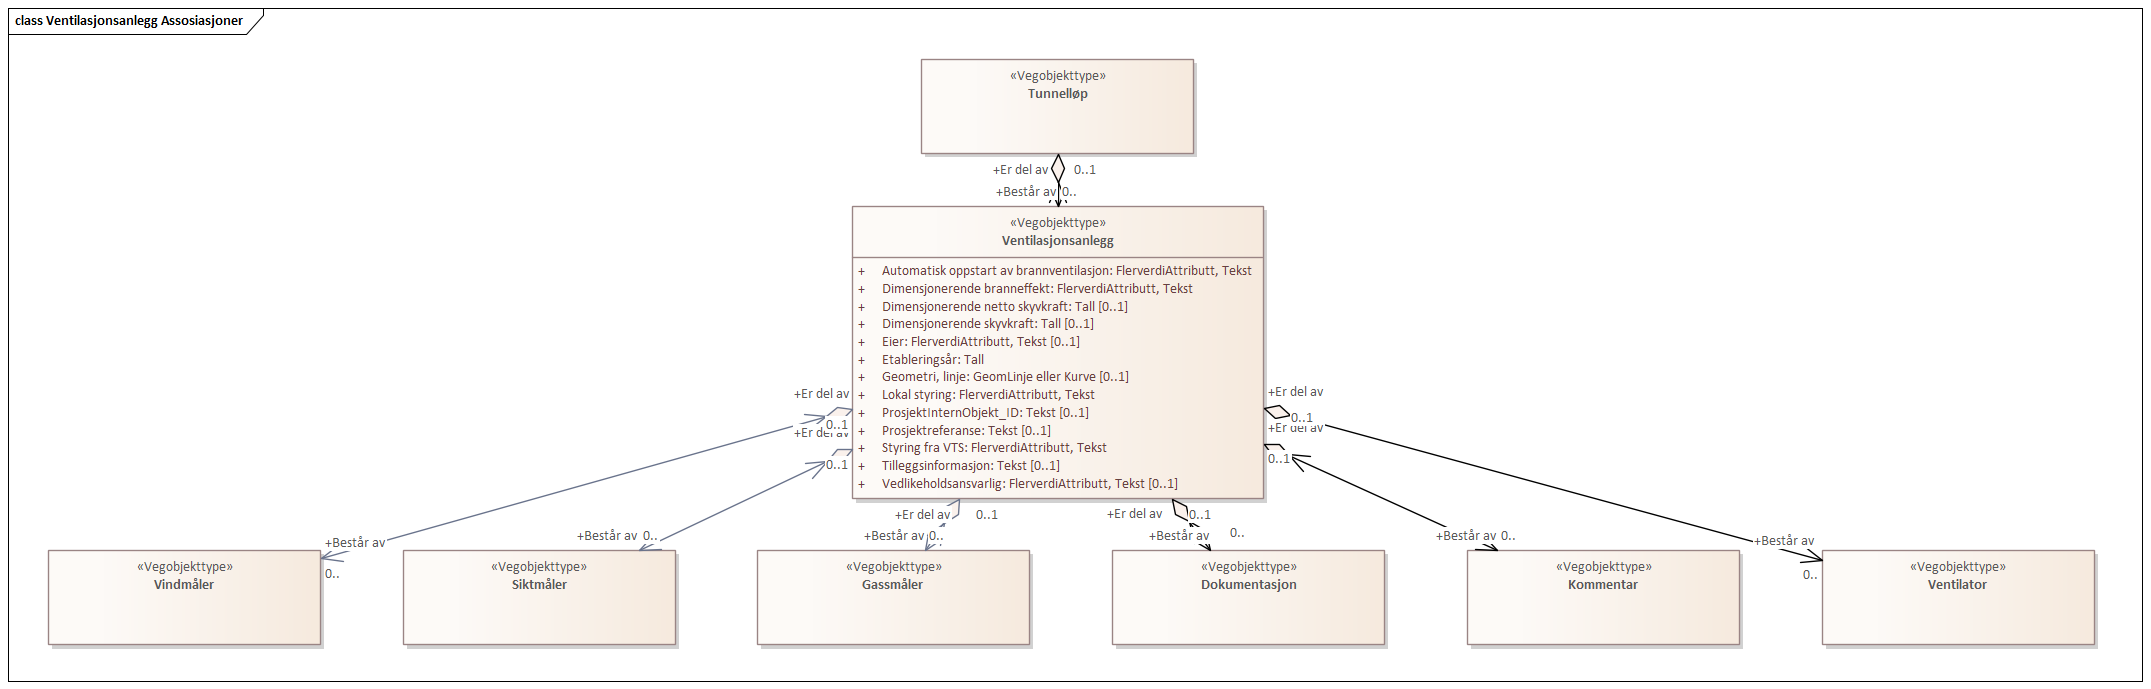 class Ventilasjonsanlegg Assosiasjoner
«Vegobjekttype»
Tunnelløp
+Er del av 0..1
+Består av 0..
«Vegobjekttype»
Ventilasjonsanlegg
+ Automatisk oppstart av brannventilasjon: FlerverdiAttributt, Tekst
+ Dimensjonerende branneffekt: FlerverdiAttributt, Tekst
+ Dimensjonerende netto skyvkraft: Tall [0..1]
+ Dimensjonerende skyvkraft: Tall [0..1]
+ Eier: FlerverdiAttributt, Tekst [0..1]
+ Etableringsår: Tall
+ Geometri, linje: GeomLinje eller Kurve [0..1]
+ Lokal styring: FlerverdiAttributt, Tekst
+ ProsjektInternObjekt_ID: Tekst [0..1]
+ Prosjektreferanse: Tekst [0..1]
+ Styring fra VTS: FlerverdiAttributt, Tekst
+ Tilleggsinformasjon: Tekst [0..1]
+ Vedlikeholdsansvarlig: FlerverdiAttributt, Tekst [0..1]
+Er del av
0..1
+Er del av
0..1
+Er del av
0..1
+Er del av
0..1
+Er del av 0..1
+Er del av 0..1
+Består av
0..
+Består av 0..
+Består av 0..
+Består av
0..
+Består av 0..
+Består av
0..
«Vegobjekttype»
Vindmåler
«Vegobjekttype»
Siktmåler
«Vegobjekttype»
Gassmåler
«Vegobjekttype»
Dokumentasjon
«Vegobjekttype»
Kommentar
«Vegobjekttype»
Ventilator